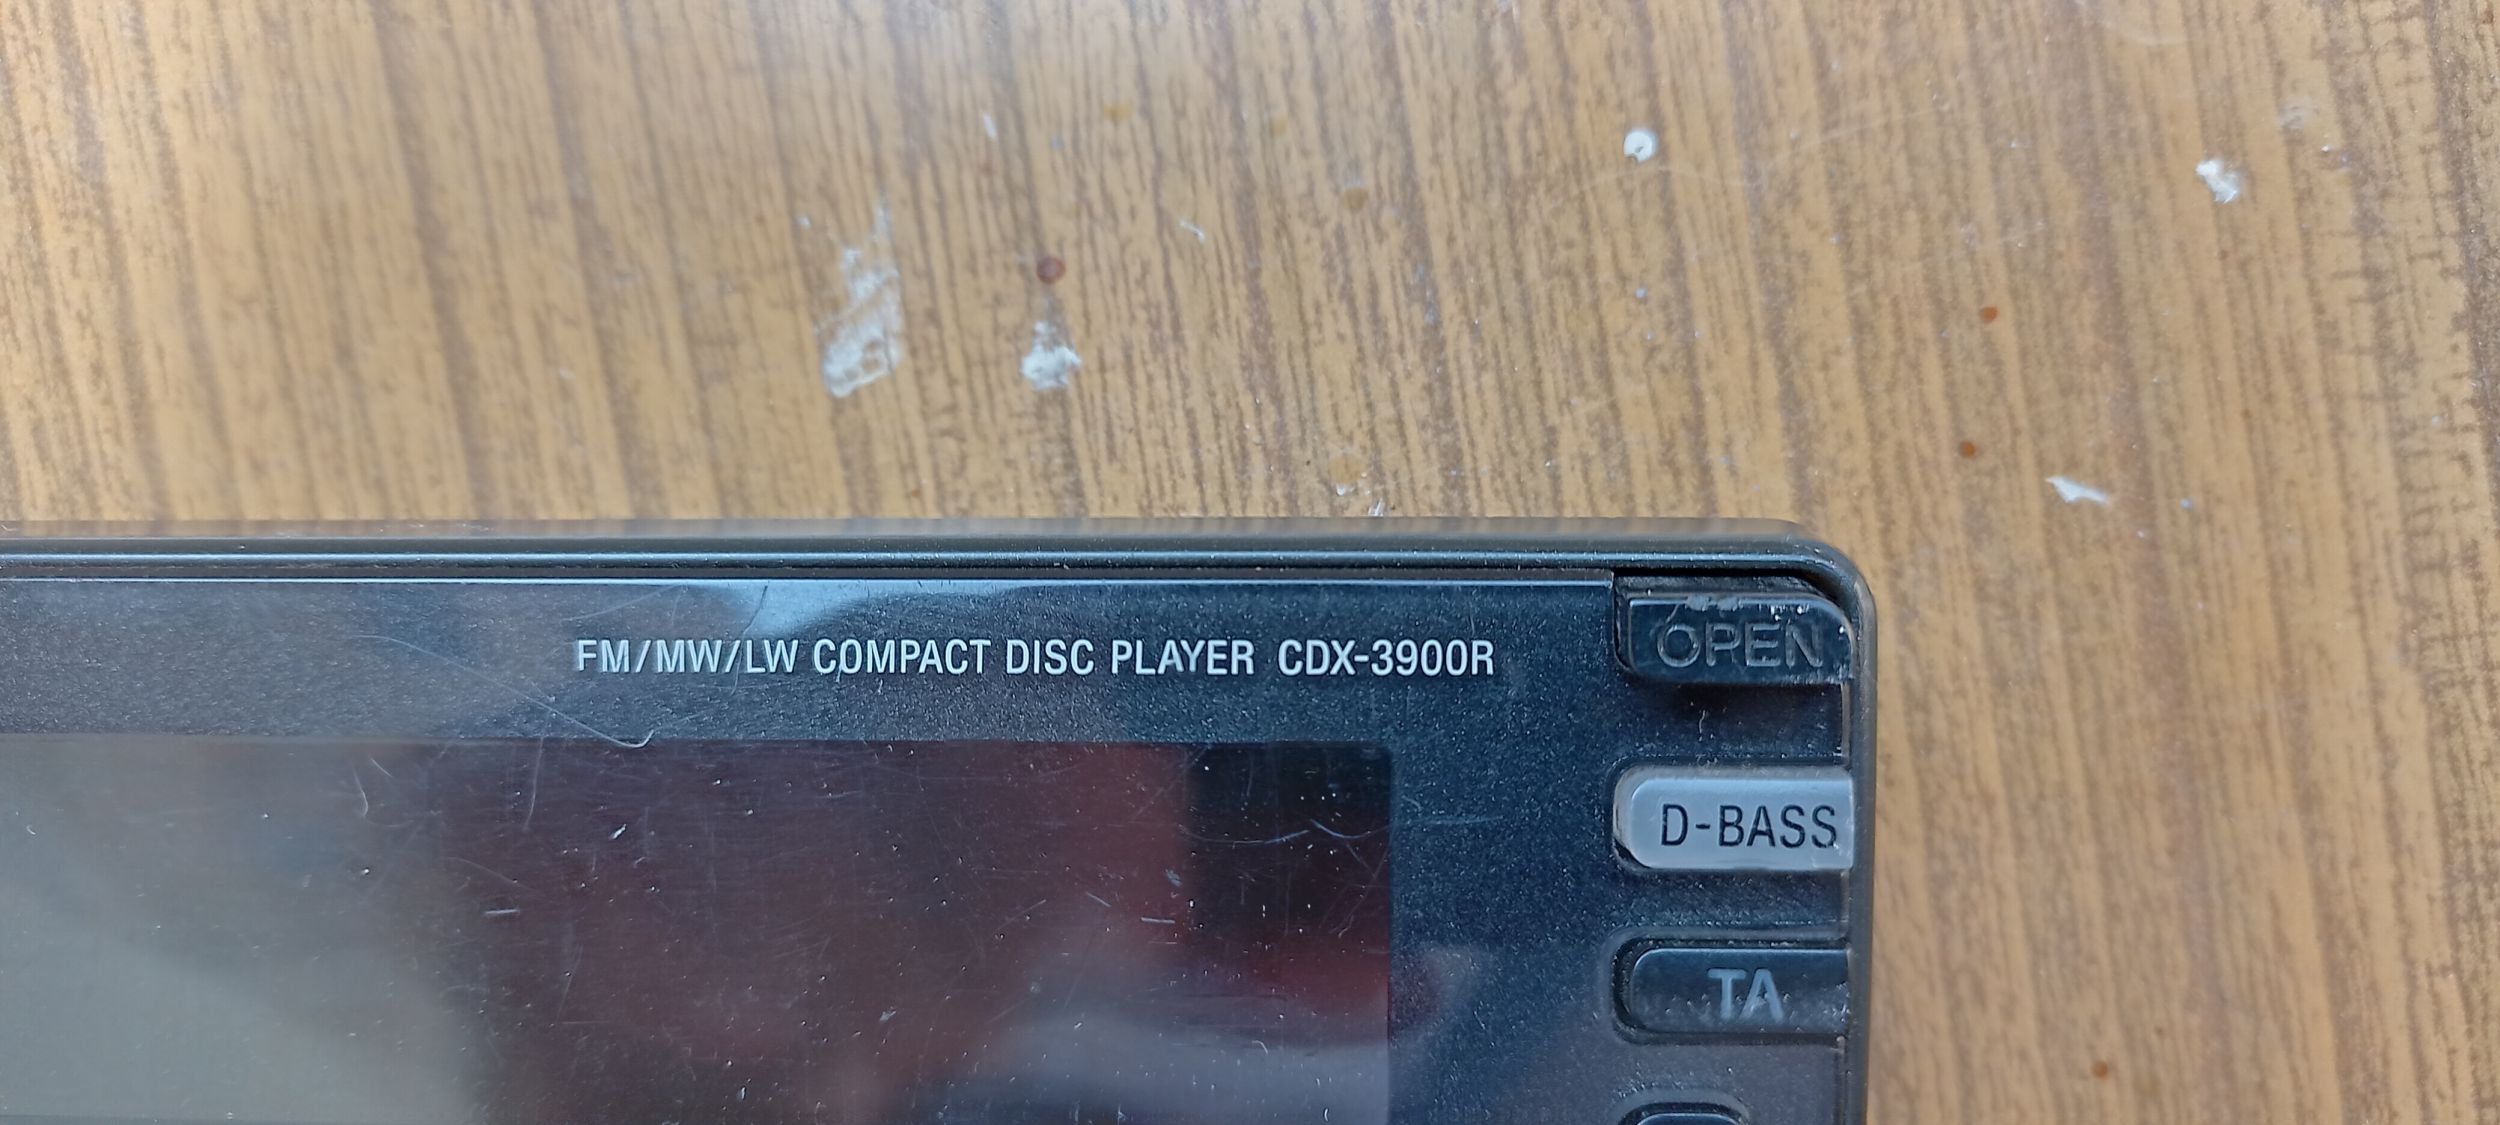 FM/MW/LW COMPACT DISC PLAYER CDX-3900R
OPEN
D-BASS
TA